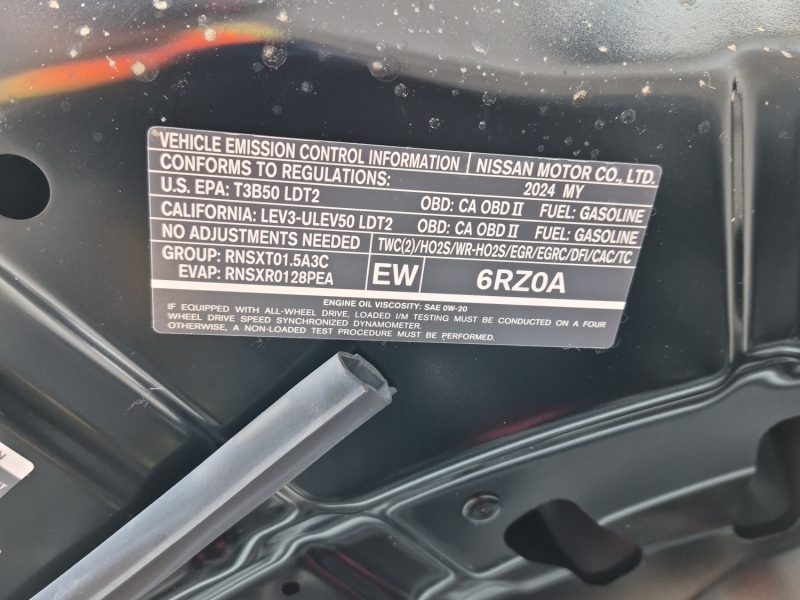 VEHICLE EMISSION CONTROL INFORMATION NISSAN MOTOR CO., LTD.
CONFORMS TO REGULATIONS: 2024 MY
U.S. EPA: T3B50 LDT2 OBD: CA OBD II FUEL: GASOLINE
CALIFORNIA: LEV3-ULEV50 LDT2 OBD: CA OBD II FUEL: GASOLINE
NO ADJUSTMENTS NEEDED TWC(2)/HO2S/WR-HO2S/EGR/EGRC/DFI/CAC/TC
GROUP: RNSXT01.5A3C
EVAP: RNSXR0128PEA EW 6RZ0A
ENGINE OIL VISCOSITY: SAE 0W-20
IF EQUIPPED WITH ALL-WHEEL DRIVE, LOADED I/M TESTING MUST BE CONDUCTED ON A FOUR
WHEEL DRIVE SPEED SYNCHRONIZED DYNAMOMETER.
OTHERWISE, A NON-LOADED TEST PROCEDURE MUST BE PERFORMED.